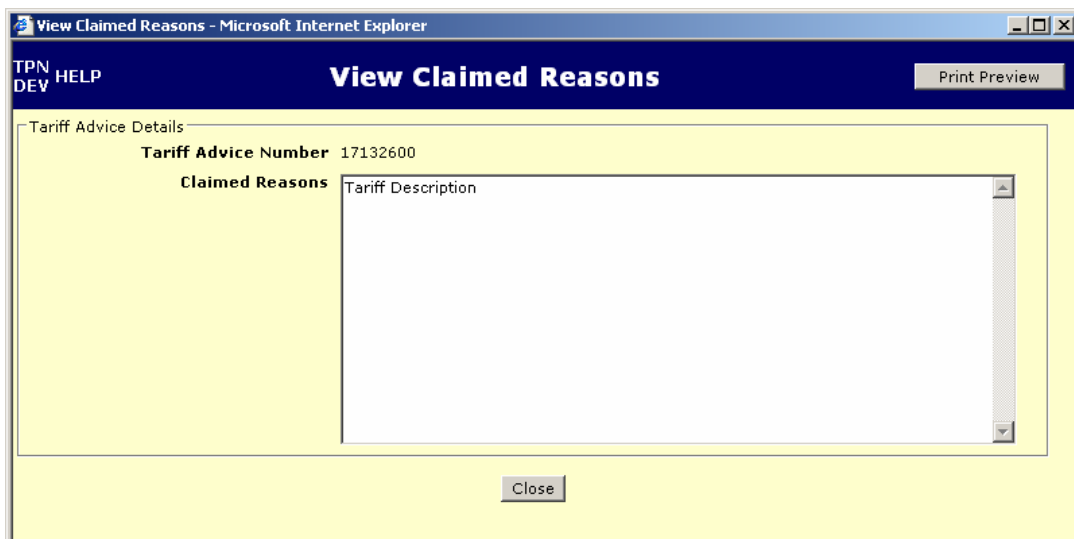 View Claimed Reasons - Microsoft Internet Explorer
TPN DEV HELP View Claimed Reasons Print Preview
Tariff Advice Details
Tariff Advice Number 17132600
Claimed Reasons Tariff Description
Close